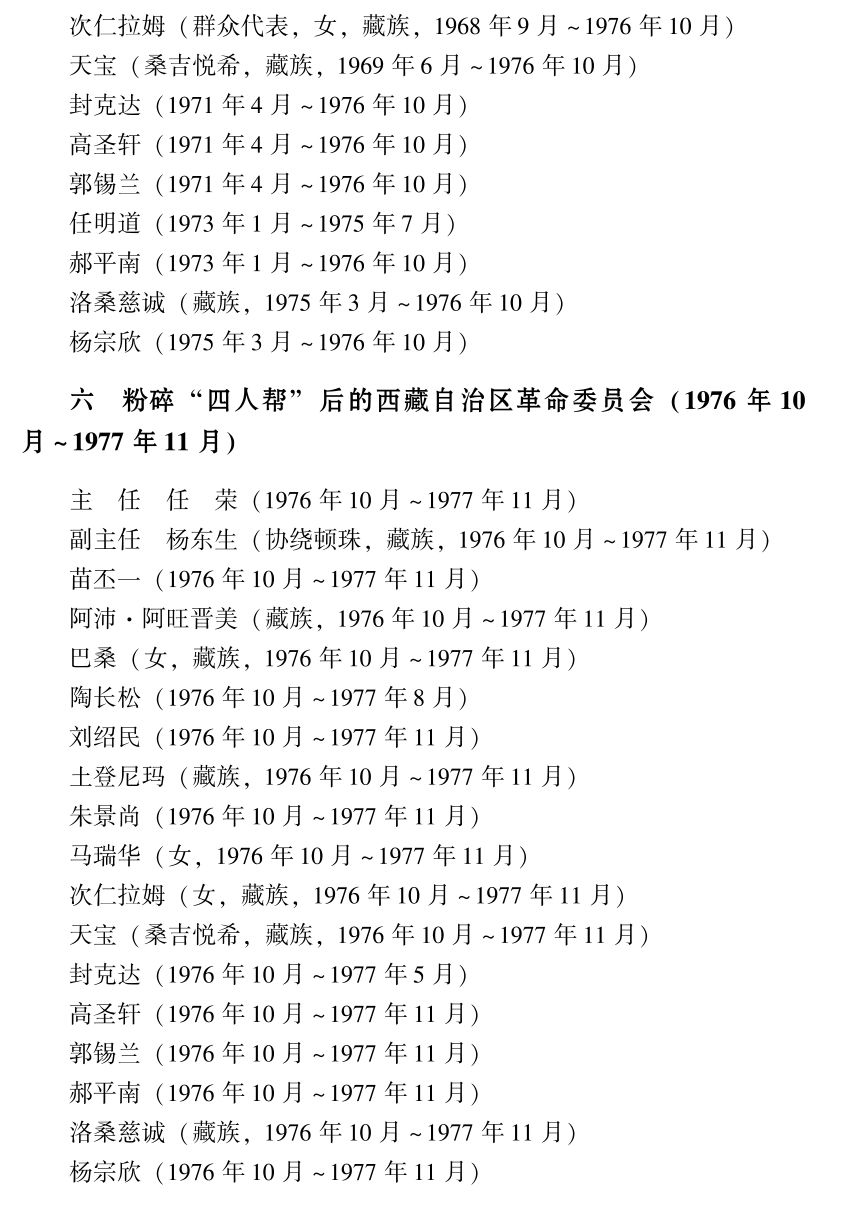 次仁拉姆（群众代表，女，藏族，1968 年 9 月 ~1976 年 10 月）
天宝（桑吉悦希，藏族，1969 年 6 月 ~1976 年 10 月）
封克达（1971 年 4 月 ~1976 年 10 月）
高圣轩（1971 年 4 月 ~1976 年 10 月）
郭锡兰（1971 年 4 月 ~1976 年 10 月）
任明道（1973 年 1 月 ~1975 年 7 月）
郝平南（1973 年 1 月 ~1976 年 10 月）
洛桑慈诚（藏族，1975 年 3 月 ~1976 年 10 月）
杨宗欣（1975 年 3 月 ~1976 年 10 月）
六　粉碎“四人帮”后的西藏自治区革命委员会（1976 年 10
月 ~1977 年 11 月）
主　任　任　荣（1976 年 10 月 ~1977 年 11 月）
副主任　杨东生（协绕顿珠，藏族，1976 年 10 月 ~1977 年 11 月）
苗丕一（1976 年 10 月 ~1977 年 11 月）
阿沛·阿旺晋美（藏族，1976 年 10 月 ~1977 年 11 月）
巴桑（女，藏族，1976 年 10 月 ~1977 年 11 月）
陶长松（1976 年 10 月 ~1977 年 8 月）
刘绍民（1976 年 10 月 ~1977 年 11 月）
土登尼玛（藏族，1976 年 10 月 ~1977 年 11 月）
朱景尚（1976 年 10 月 ~1977 年 11 月）
马瑞华（女，1976 年 10 月 ~1977 年 11 月）
次仁拉姆（女，藏族，1976 年 10 月 ~1977 年 11 月）
天宝（桑吉悦希，藏族，1976 年 10 月 ~1977 年 11 月）
封克达（1976 年 10 月 ~1977 年 5 月）
高圣轩（1976 年 10 月 ~1977 年 11 月）
郭锡兰（1976 年 10 月 ~1977 年 11 月）
郝平南（1976 年 10 月 ~1977 年 11 月）
洛桑慈诚（藏族，1976 年 10 月 ~1977 年 11 月）
杨宗欣（1976 年 10 月 ~1977 年 11 月）